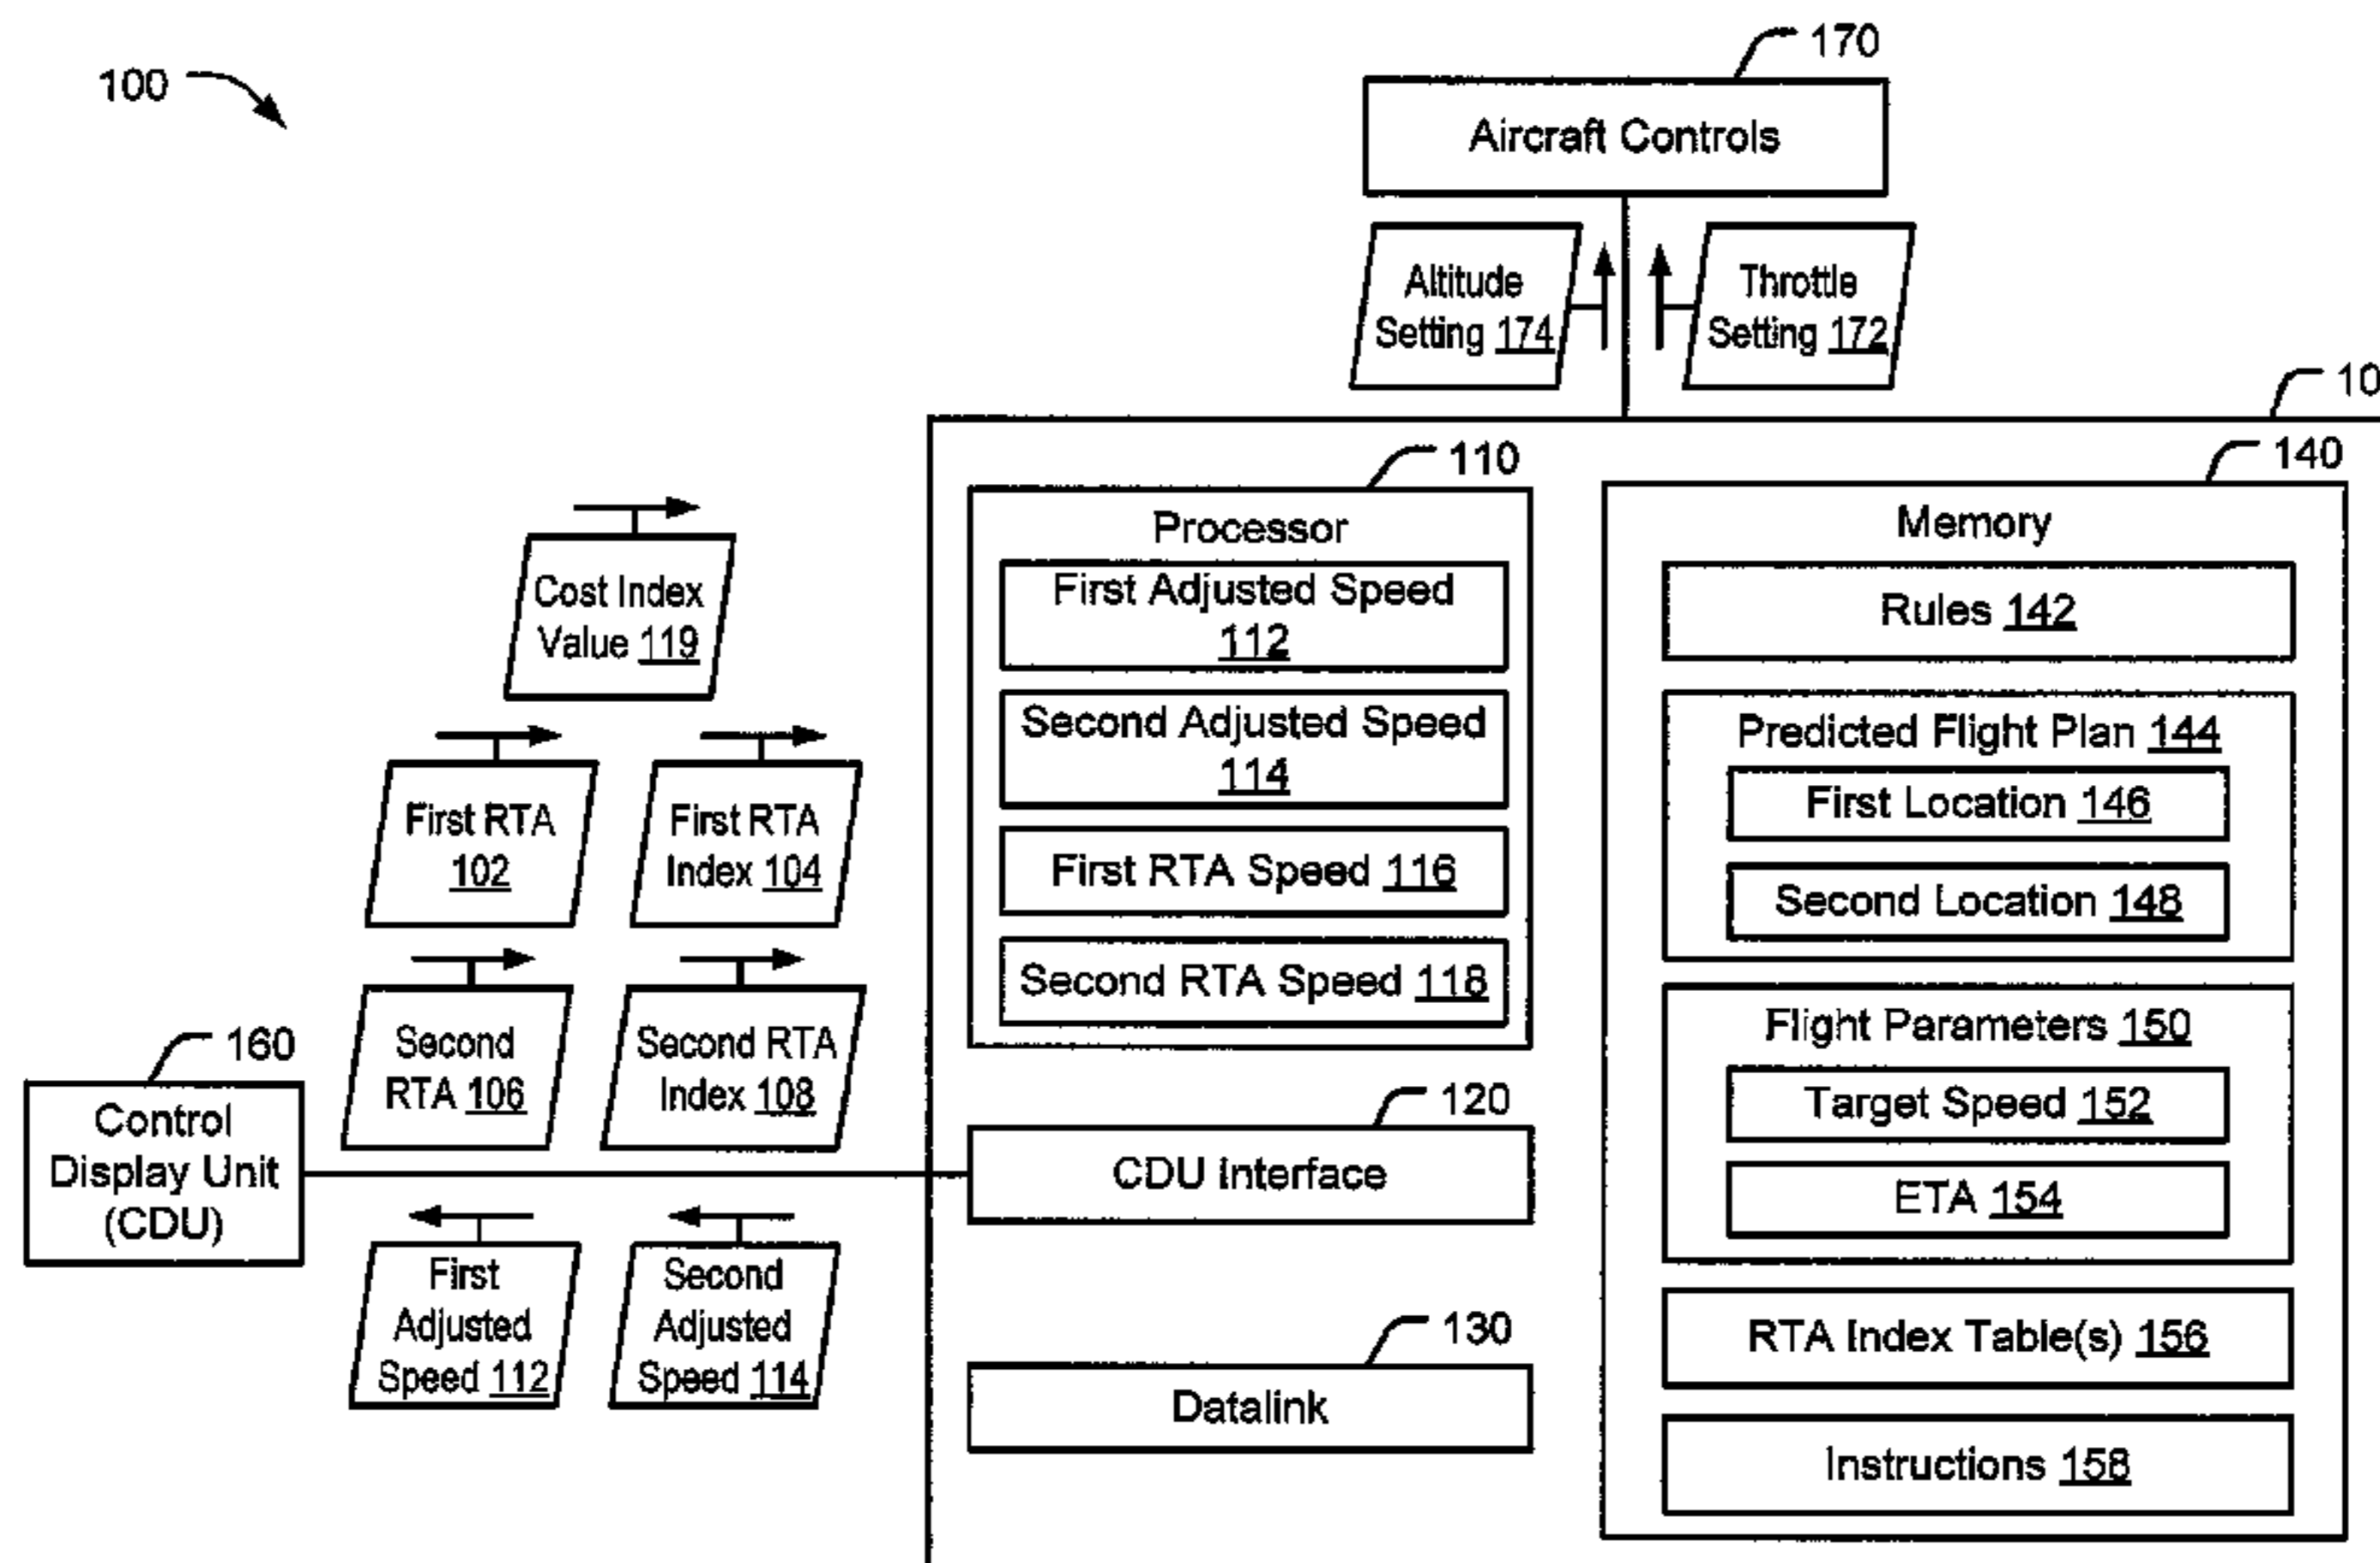 100
170
Aircraft Controls
Altitude
Setting 174
Throttle
Setting 172
10
110
140
Processor
First Adjusted Speed
112
Second Adjusted Speed
114
First RTA Speed 116
Second RTA Speed 118
Memory
Rules 142
Predicted Flight Plan 144
First Location 146
Second Location 148
Flight Parameters 150
Target Speed 152
ETA 154
RTA Index Table(s) 156
Instructions 158
Cost Index
Value 119
First RTA
102
First RTA
Index 104
Second
RTA 106
Second RTA
Index 108
160
Control
Display Unit
(CDU)
120
CDU Interface
First
Adjusted
Speed 112
Second
Adjusted
Speed 114
130
Datalink